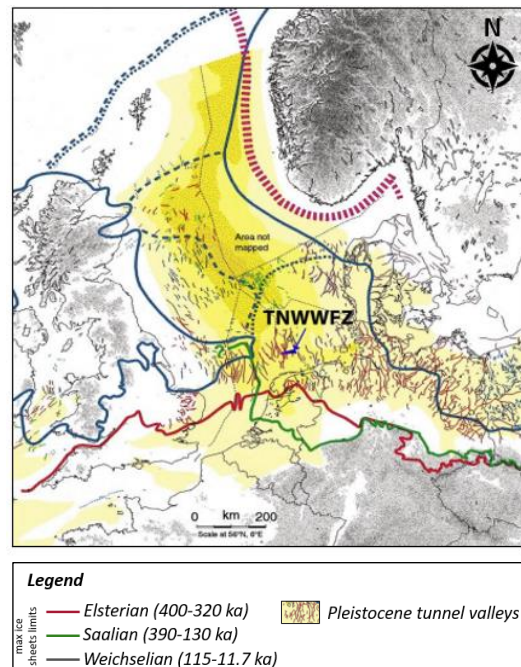 N
Area not
mapped
TNWWFZ
0 km 200
Scale at 56°N, 6°E
Legend
max ice
sheets limits
Elsterian (400-320 ka)
Saalian (390-130 ka)
Weichselian (115-11.7 ka)
Pleistocene tunnel valleys